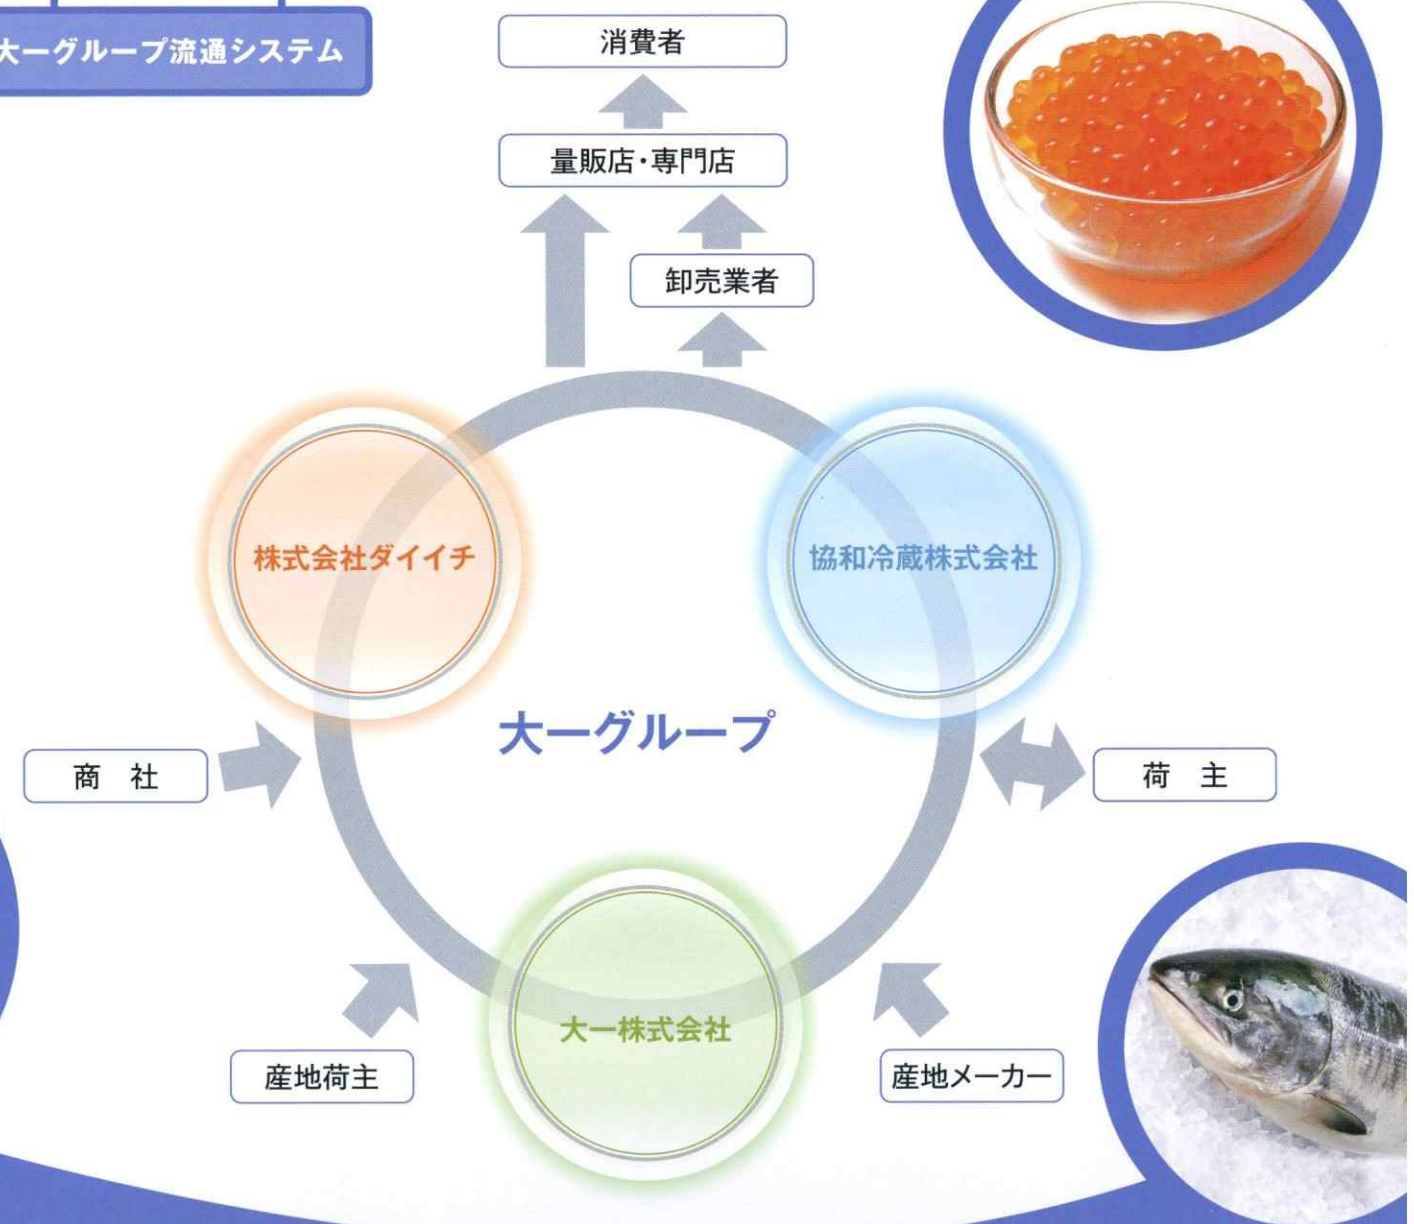 大一グループ流通システム
消費者
量販店・専門店
卸売業者
株式会社ダイイチ
協和冷蔵株式会社
大一グループ
商　社
荷　主
大一株式会社
産地荷主
産地メーカー